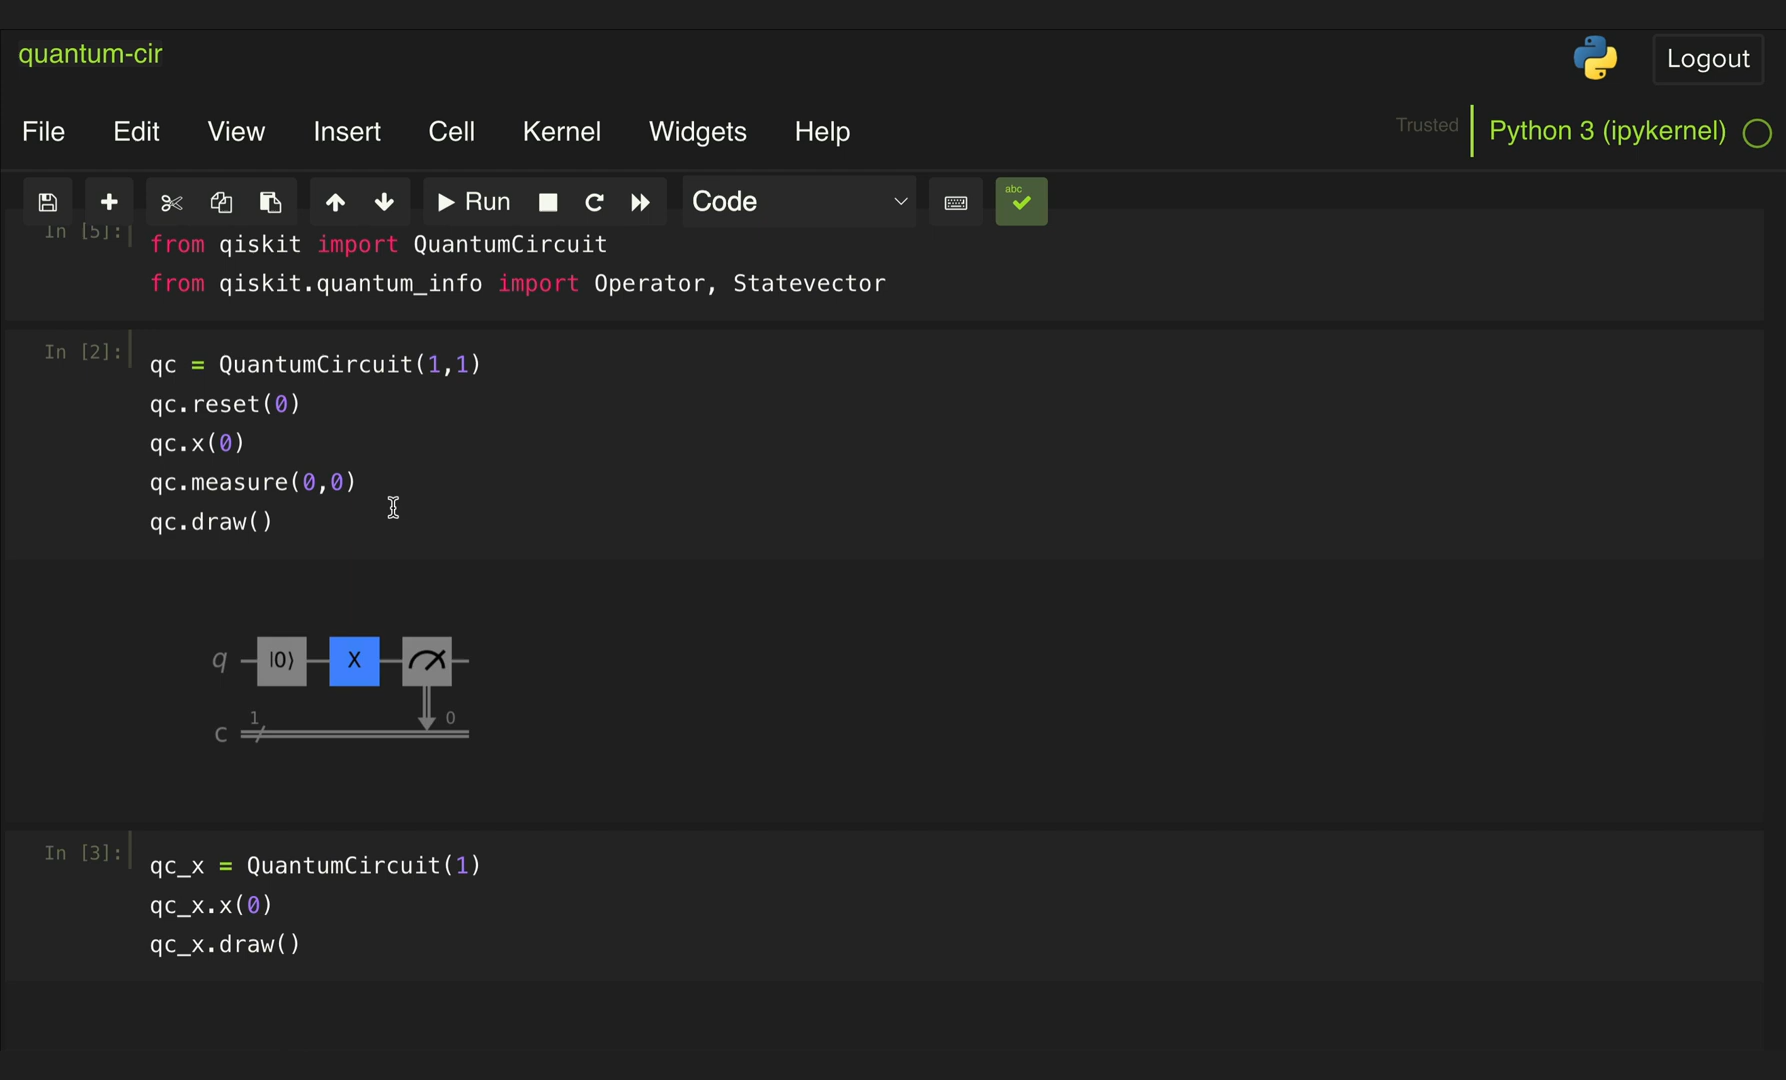 quantum-cir
Logout
File Edit View Insert Cell Kernel Widgets Help
Trusted Python 3 (ipykernel)
Run Code abc
In [5]: from qiskit import QuantumCircuit
from qiskit.quantum_info import Operator, Statevector
In [2]: qc = QuantumCircuit(1,1)
qc.reset(0)
qc.x(0)
qc.measure(0,0)
qc.draw()
q |0⟩ X
1 0
c
In [3]: qc_x = QuantumCircuit(1)
qc_x.x(0)
qc_x.draw()